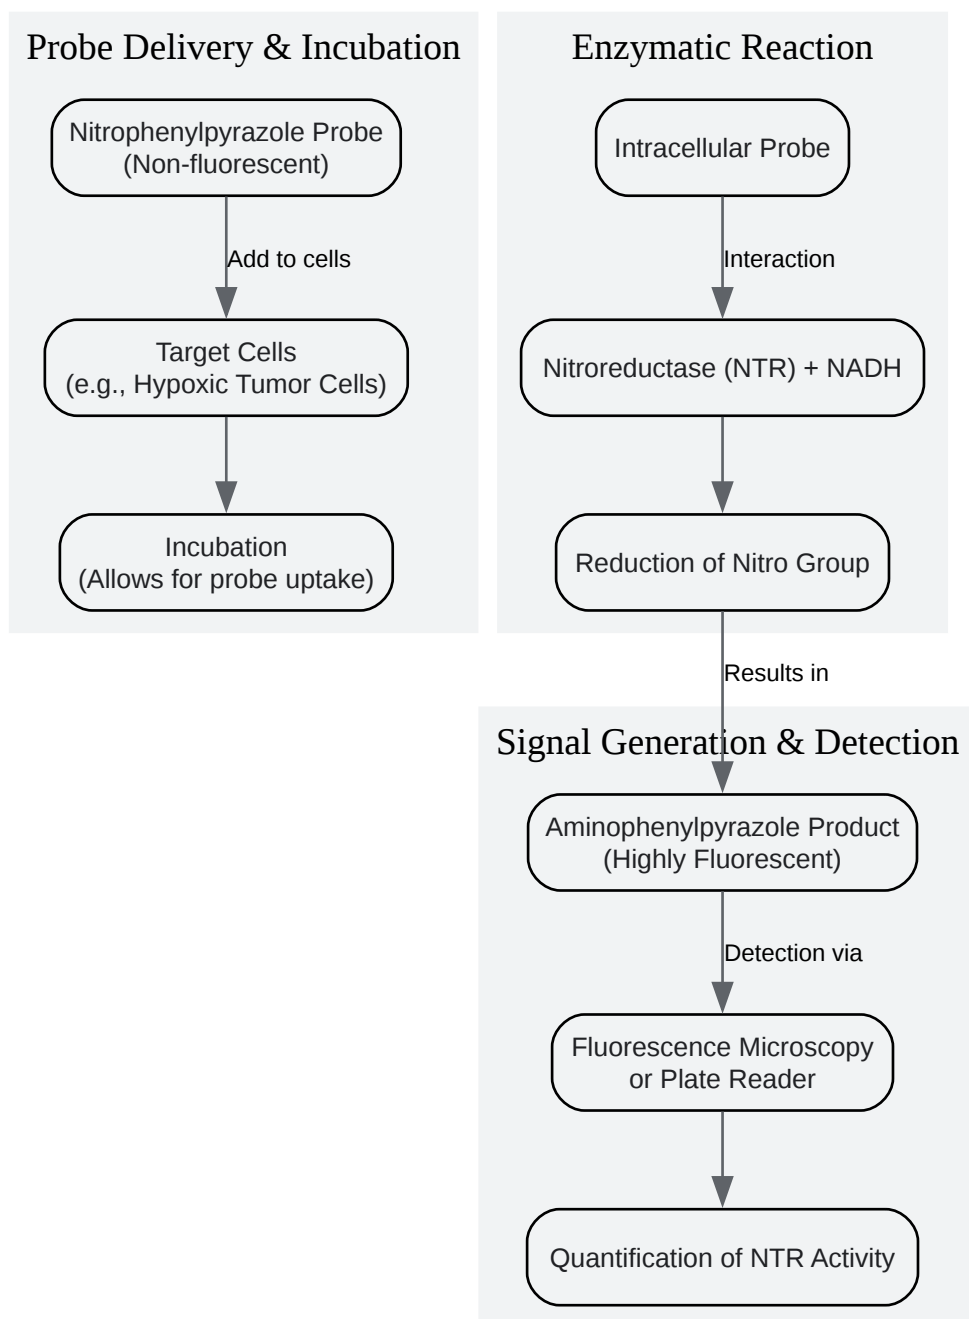 Probe Delivery & Incubation
Nitrophenylpyrazole Probe
(Non-fluorescent)
Add to cells
Target Cells
(e.g., Hypoxic Tumor Cells)
Incubation
(Allows for probe uptake)
Enzymatic Reaction
Intracellular Probe
Interaction
Nitroreductase (NTR) + NADH
Reduction of Nitro Group
Results in
Signal Generation & Detection
Aminophenylpyrazole Product
(Highly Fluorescent)
Detection via
Fluorescence Microscopy
or Plate Reader
Quantification of NTR Activity